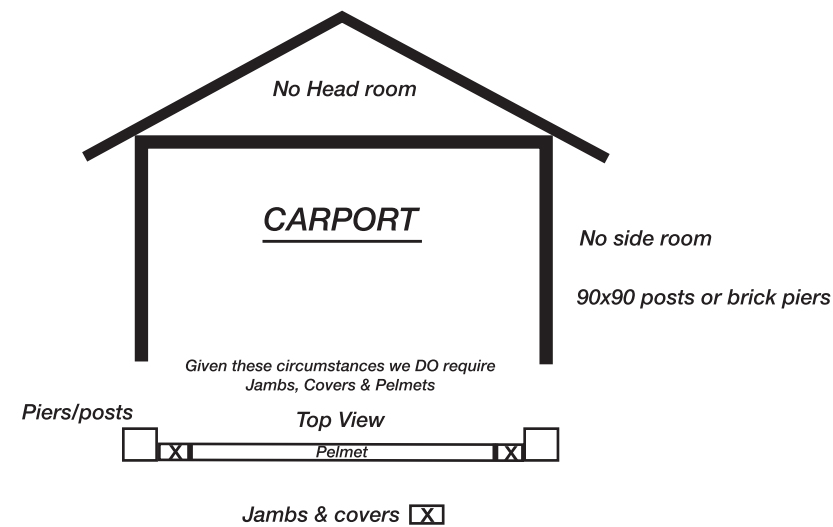 No Head room
CARPORT
No side room
90x90 posts or brick piers
Given these circumstances we DO require
Jambs, Covers & Pelmets
Piers/posts
Top View
X
Pelmet
X
Jambs & covers X